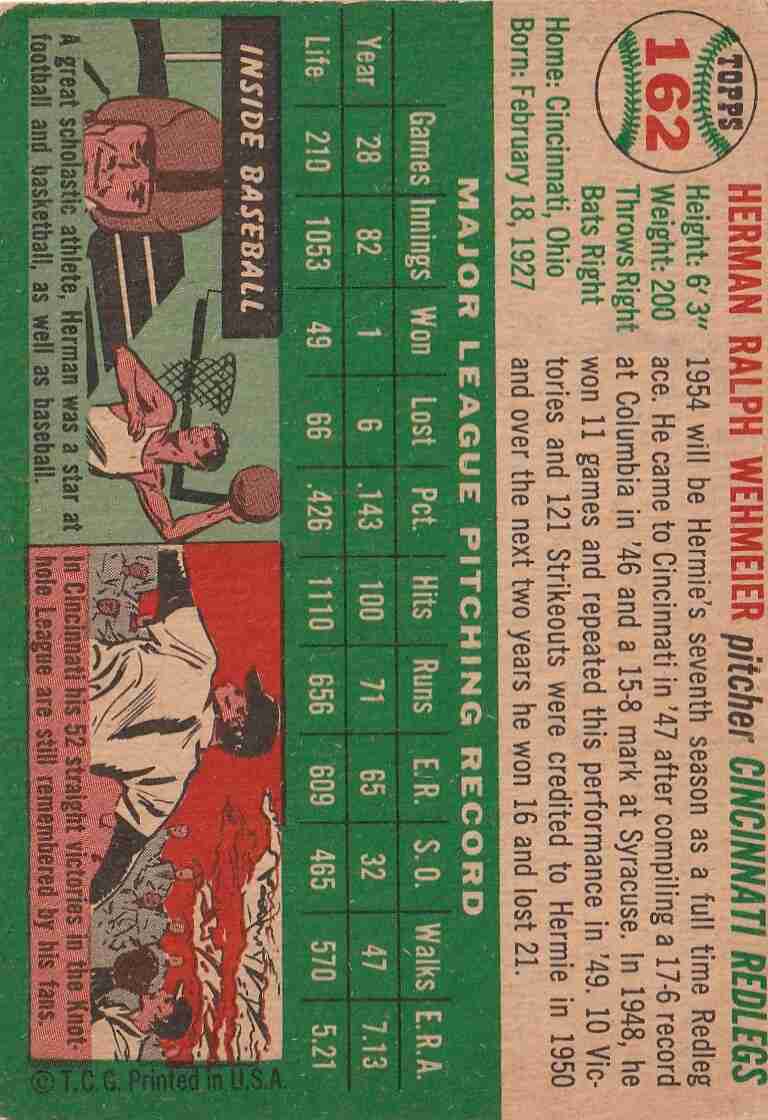 TOPPS
162
HERMAN RALPH WEHMEIER pitcher CINCINNATI REDLEGS
Height: 6'3"
Weight: 200
Throws Right
Bats Right
Home: Cincinnati, Ohio
Born: February 18, 1927
1954 will be Hermie's seventh season as a full time Redleg
ace. He came to Cincinnati in '47 after compiling a 17-6 record
at Columbia in '46 and a 15-8 mark at Syracuse. In 1948, he
won 11 games and repeated this performance in '49. 10 Vic-
tories and 121 Strikeouts were credited to Hermie in 1950
and over the next two years he won 16 and lost 21.
MAJOR LEAGUE PITCHING RECORD
Games Innings Won Lost Pct. Hits Runs E/R. S.O. Walks E.R.A.
Year 28 82 1 6 .143 100 71 65 32 47 7.13
Life 210 1053 49 66 .426 1110 656 609 465 570 5.21
INSIDE BASEBALL
A great scholastic athlete, Herman was a star at
football and basketball, as well as baseball.
In Cincinnati his 52 straight victories in the Knot-
hole League are still remembered by his fans.
© T.C.G. Printed in U.S.A.